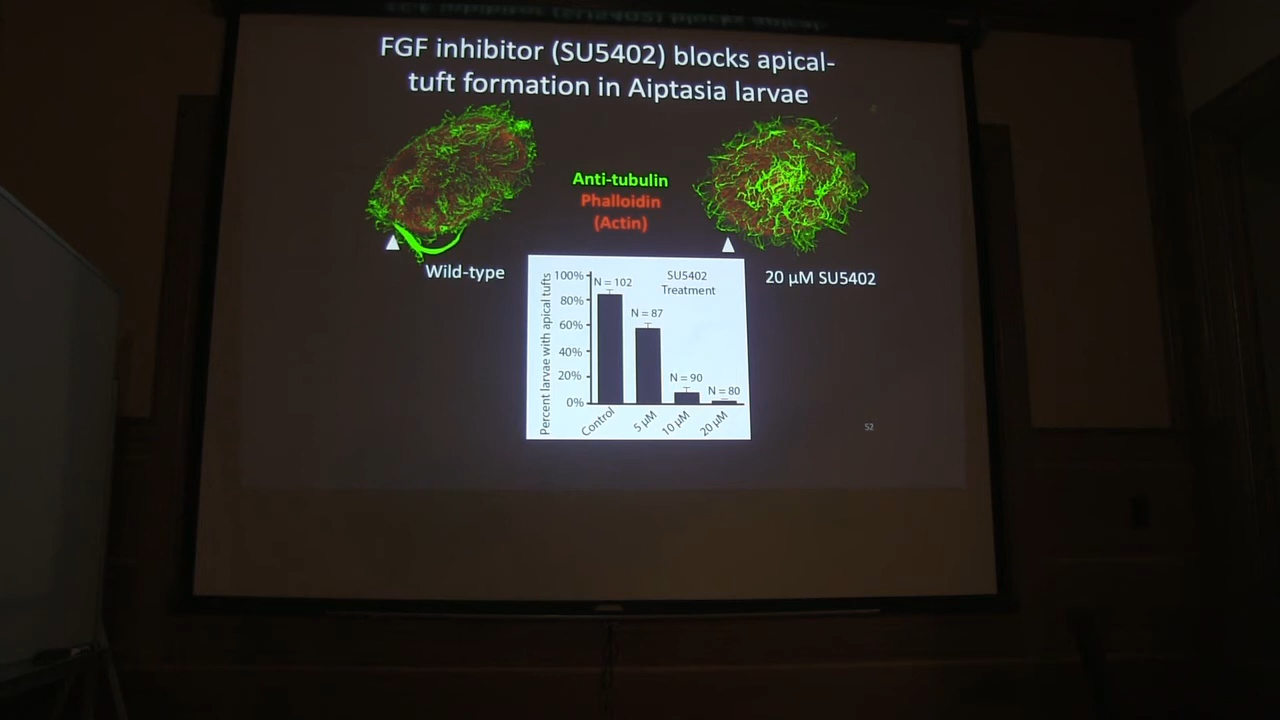 FGF inhibitor (SU5402) blocks apical-
tuft formation in Aiptasia larvae
Anti-tubulin
Phalloidin
(Actin)
Wild-type
20 µM SU5402
SU5402
Treatment
Percent larvae with apical tufts
100%
80%
60%
40%
20%
0%
N = 102
N = 87
N = 90
N = 80
Control
5 µM
10 µM
20 µM
52